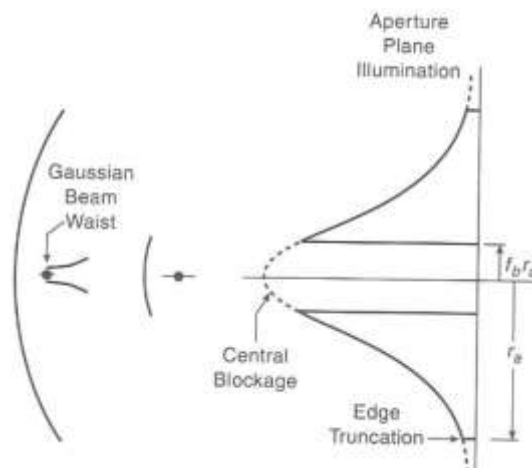 Aperture
Plane
Illumination
Gaussian
Beam
Waist
f_b r_a
r_a
Central
Blockage
Edge
Truncation